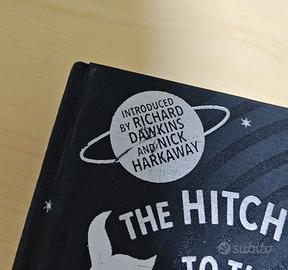 INTRODUCED
BY RICHARD
DAWKINS
AND NICK
HARKAWAY
THE HITCH
TO TH
subito